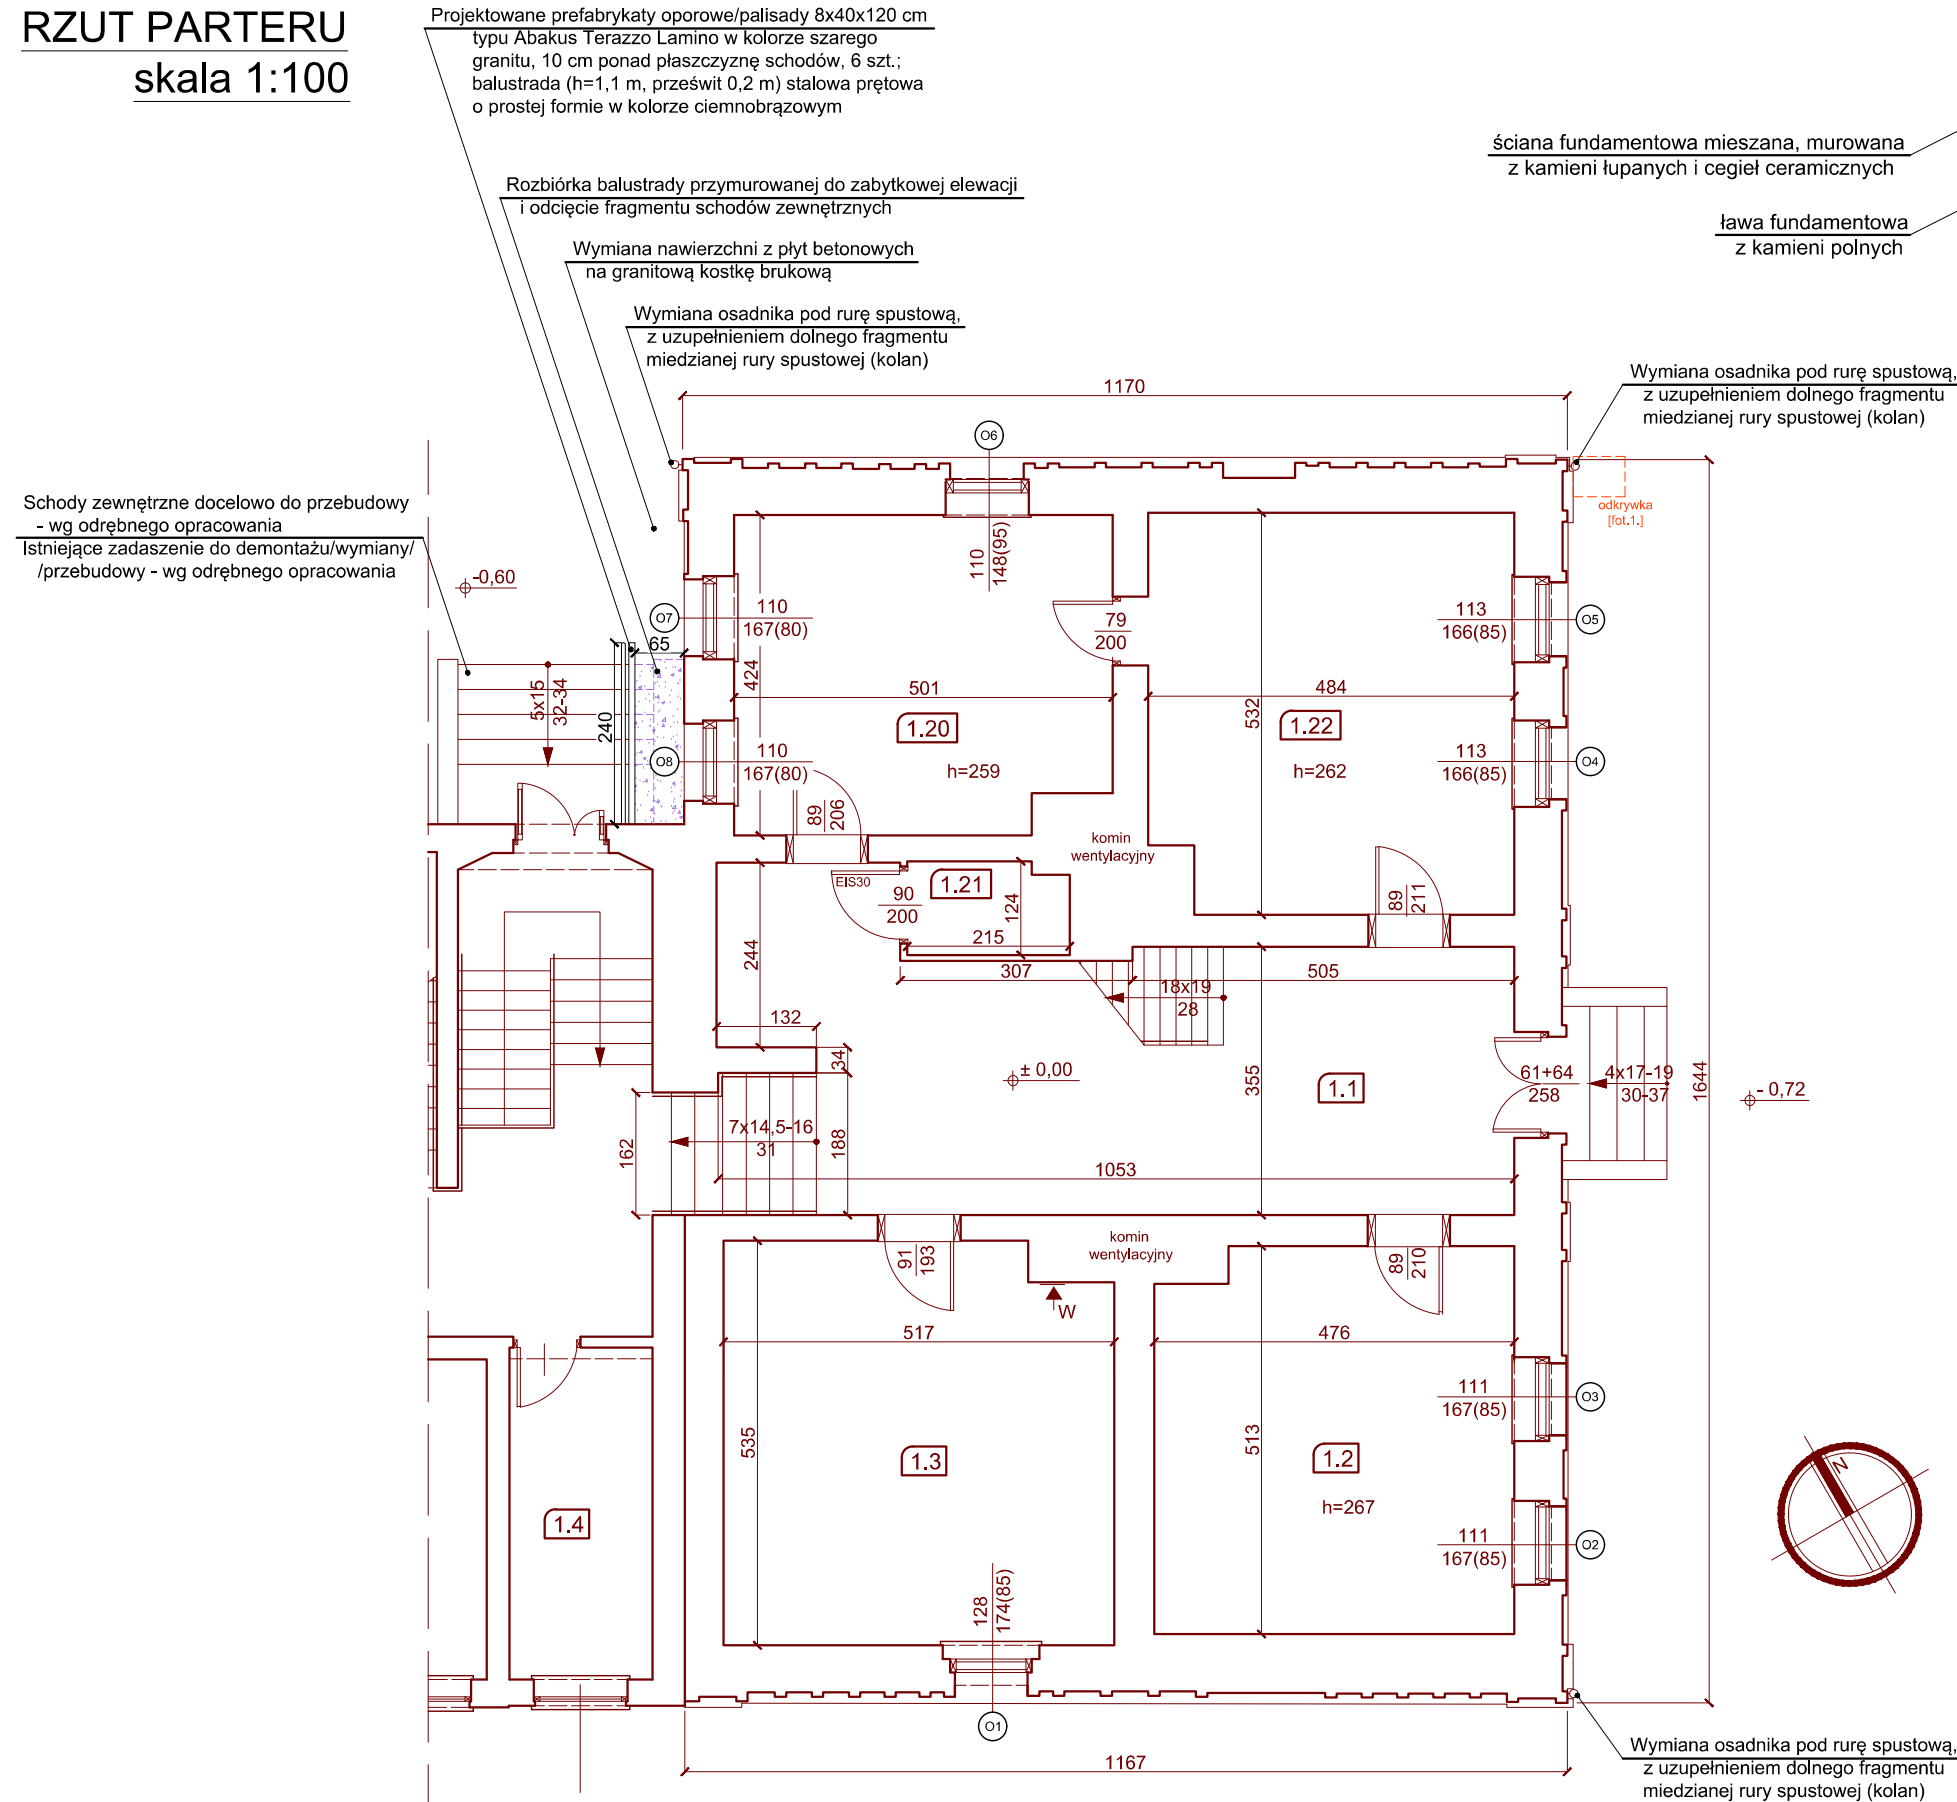 RZUT PARTERU
skala 1:100
Projektowane prefabrykaty oporowe/palisady 8x40x120 cm
typu Abakus Terazzo Lamino w kolorze szarego
granitu, 10 cm ponad płaszczyznę schodów, 6 szt.;
balustrada (h=1,1 m, prześwit 0,2 m) stalowa prętowa
o prostej formie w kolorze ciemnobrązowym
ściana fundamentowa mieszana, murowana
z kamieni łupanych i cegieł ceramicznych
ława fundamentowa
z kamieni polnych
Rozbiórka balustrady przymurowanej do zabytkowej elewacji
i odcięcie fragmentu schodów zewnętrznych
Wymiana nawierzchni z płyt betonowych
na granitową kostkę brukową
Wymiana osadnika pod rurę spustową,
z uzupełnieniem dolnego fragmentu
miedzianej rury spustowej (kolan)
Wymiana osadnika pod rurę spustową,
z uzupełnieniem dolnego fragmentu
miedzianej rury spustowej (kolan)
1170
O6
Schody zewnętrzne docelowo do przebudowy
- wg odrębnego opracowania
Istniejące zadaszenie do demontażu/wymiany/
/przebudowy - wg odrębnego opracowania
odkrywka
[fot.1.]
-0,60
110
148(95)
O7
110
167(80)
79
200
113
166(85)
O5
65
5x15
32-34
240
424
501
484
532
1.20
1.22
O8
110
167(80)
h=259
h=262
113
166(85)
O4
89
206
komin
wentylacyjny
EIS30
1.21
90
200
124
215
89
211
244
307
505
18x19
28
132
34
± 0,00
355
1.1
61+64
258
4x17-19
30-37
1644
- 0,72
7x14,5-16
31
162
188
1053
komin
wentylacyjny
91
193
89
210
W
517
476
111
167(85)
O3
535
513
1.3
1.2
h=267
N
1.4
111
167(85)
O2
128
174(85)
O1
1167
Wymiana osadnika pod rurę spustową,
z uzupełnieniem dolnego fragmentu
miedzianej rury spustowej (kolan)